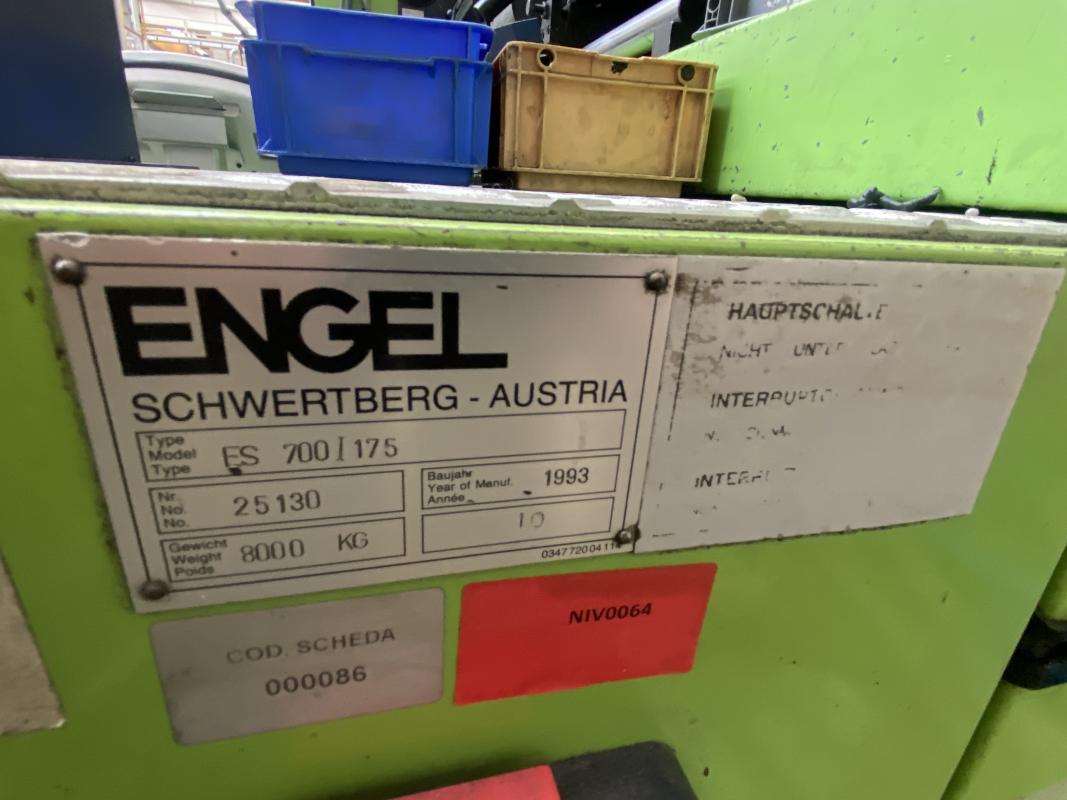 ENGEL
SCHWERTBERG - AUSTRIA
Type
Model
Type
ES 700/175
Nr.
No.
No.
25130
Baujahr
Year of Manuf.
Année
1993
Gewicht
Weight
Poids
8000 KG
10
HAUPTSCHAL
NICHT
COD. SCHEDA
000086
NIV0064